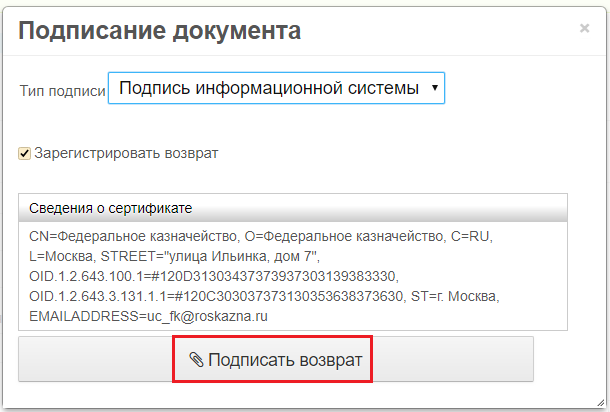 Подписание документа
×
Тип подписи Подпись информационной системы
Зарегистрировать возврат
Сведения о сертификате
CN=Федеральное казначейство, O=Федеральное казначейство, C=RU,
L=Москва, STREET="улица Ильинка, дом 7",
OID.1.2.643.100.1=#120D31303437373937303139383330,
OID.1.2.643.3.131.1.1=#120C303037373130353638373630, ST=г. Москва,
EMAILADDRESS=uc_fk@roskazna.ru
Подписать возврат